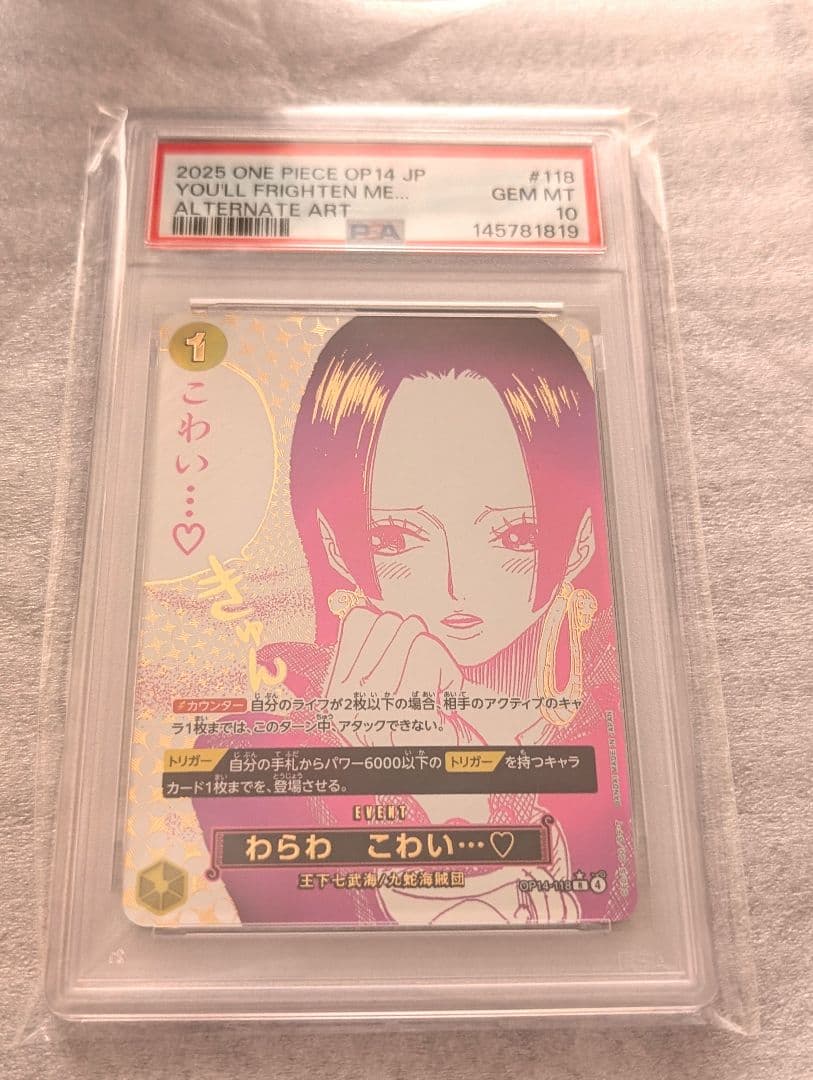 2025 ONE PIECE OP14 JP
#118
YOU'LL FRIGHTEN ME...
GEM MT
ALTERNATE ART
10
PSA
145781819
1
こわい…♡
きゅん
カウンター 自分のライフが2枚以下の場合、相手のアクティブのキャ
ラ1枚までは、このターン中、アタックできない。
トリガー 自分の手札からパワー6000以下の トリガー を持つキャラ
カード1枚までを、登場させる。
EVENT
わらわ こわい…♡
王下七武海/九蛇海賊団
OP14-118 R 4